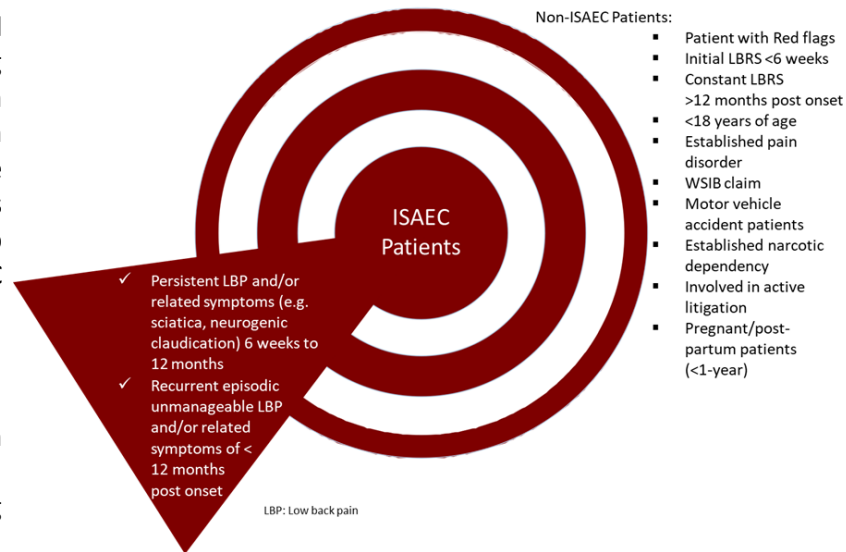 Non-ISAEC Patients:
▪ Patient with Red flags
▪ Initial LBRS <6 weeks
▪ Constant LBRS
>12 months post onset
▪ <18 years of age
▪ Established pain
disorder
▪ WSIB claim
▪ Motor vehicle
accident patients
▪ Established narcotic
dependency
▪ Involved in active
litigation
▪ Pregnant/post-
partum patients
(<1-year)
ISAEC
Patients
✓ Persistent LBP and/or
related symptoms (e.g.
sciatica, neurogenic
claudication) 6 weeks to
12 months
✓ Recurrent episodic
unmanageable LBP
and/or related
symptoms of <
12 months
post onset
LBP: Low back pain